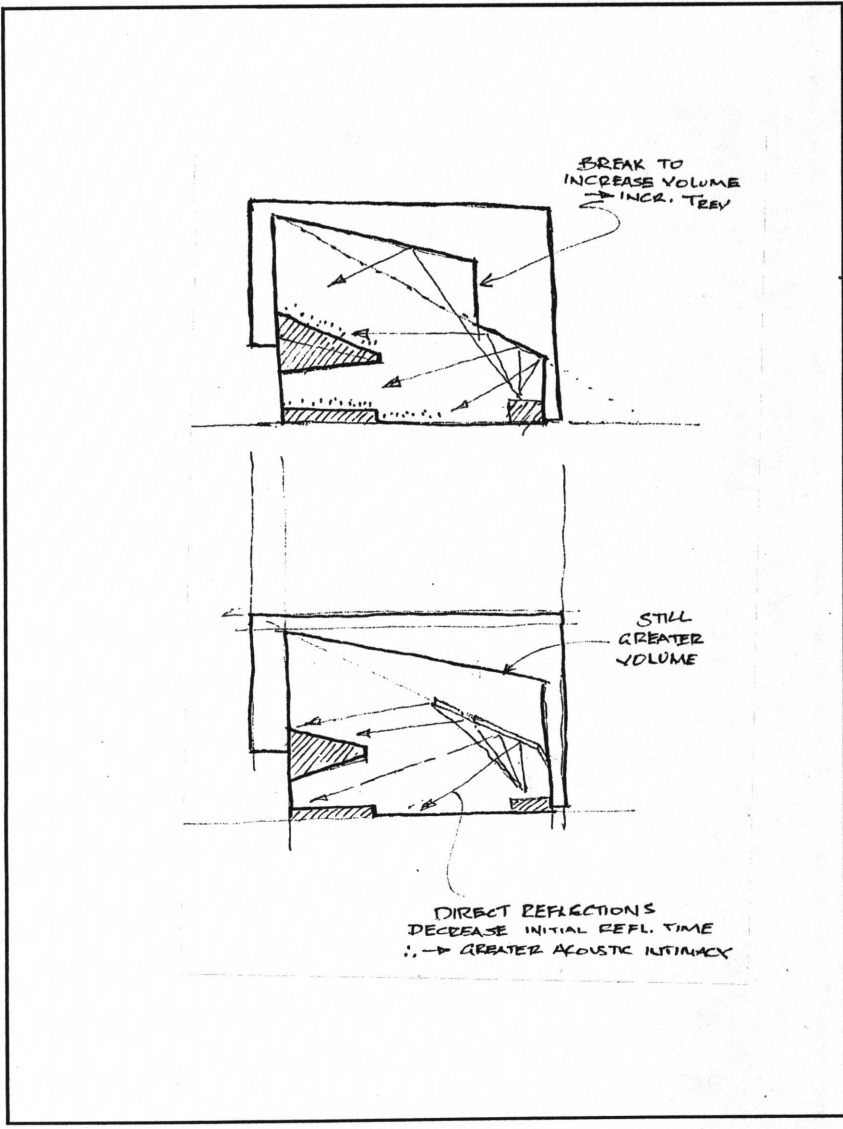 BREAK TO
INCREASE VOLUME
→ INCR. TREV
STILL
GREATER
VOLUME
DIRECT REFLECTIONS
DECREASE INITIAL REFL. TIME
∴ → GREATER ACOUSTIC INTIMACY